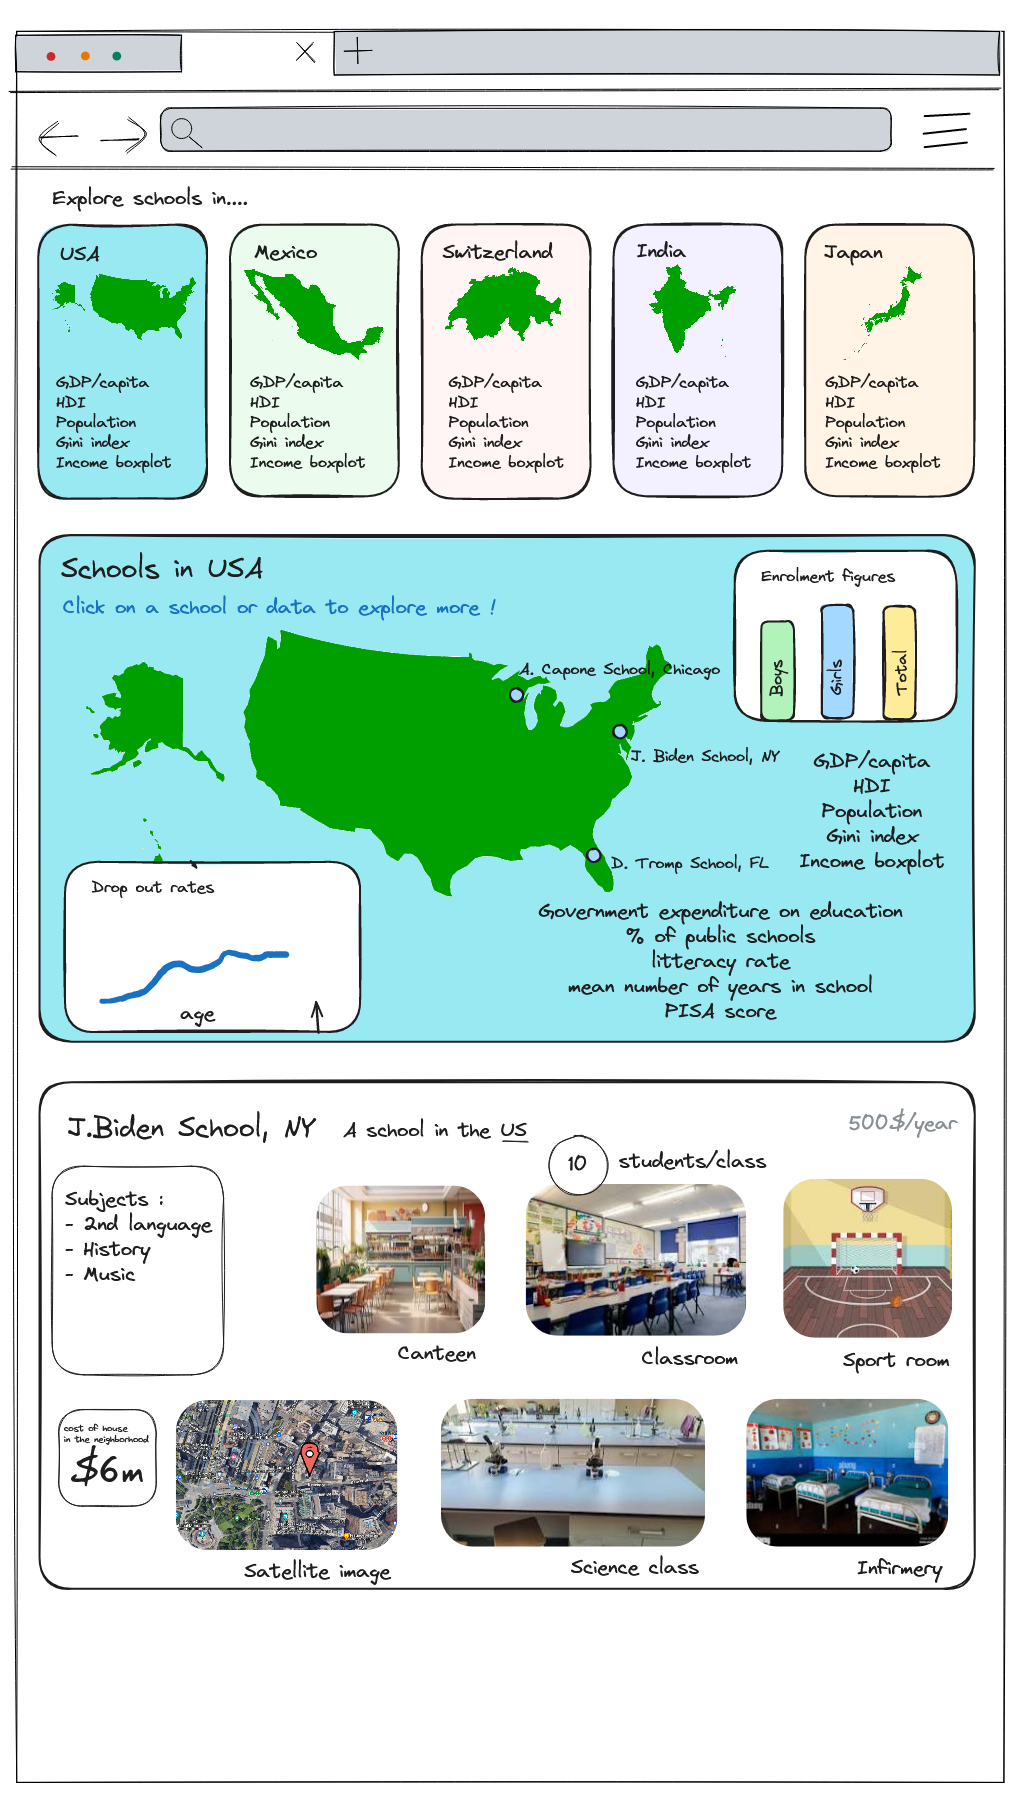 Explore schools in....
USA
GDP/capita
HDI
Population
Gini index
Income boxplot
Mexico
GDP/capita
HDI
Population
Gini index
Income boxplot
Switzerland
GDP/capita
HDI
Population
Gini index
Income boxplot
India
GDP/capita
HDI
Population
Gini index
Income boxplot
Japan
GDP/capita
HDI
Population
Gini index
Income boxplot
Schools in USA
Click on a school or data to explore more !
A. Capone School, Chicago
J. Biden School, NY
D. Tromp School, FL
Enrolment figures
Boys
Girls
Total
GDP/capita
HDI
Population
Gini index
Income boxplot
Government expenditure on education
% of public schools
litteracy rate
mean number of years in school
PISA score
Drop out rates
age
J.Biden School, NY
A school in the US
500$/year
10
students/class
Subjects :
- 2nd language
- History
- Music
Canteen
Classroom
Sport room
cost of house
in the neighborhood
$6m
Satellite image
Science class
Infirmery